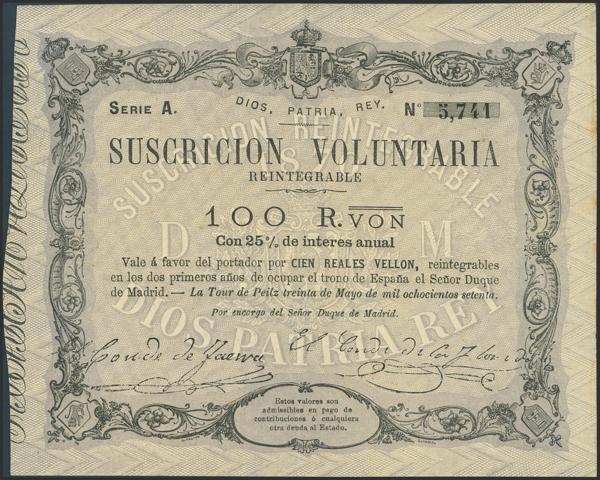 DIOS, PATRIA, REY.
SERIE A.
Nº 5,741
SUSCRICION VOLUNTARIA
REINTEGRABLE
100 R. VON
Con 25 % de interes anual
Vale á favor del portador por CIEN REALES VELLON, reintegrables
en los dos primeros años de ocupar el trono de España el Señor Duque
de Madrid. — La Tour de Peilz treinta de Mayo de mil ochocientos setenta.
Por encargo del Señor Duque de Madrid.
El Conde de la
Conde de
Estos valores son
admisibles en pago de
contribuciones ó cualquiera
otra deuda al Estado.
SUSCRICION REINTEGRABLE
DIOS PATRIA REY